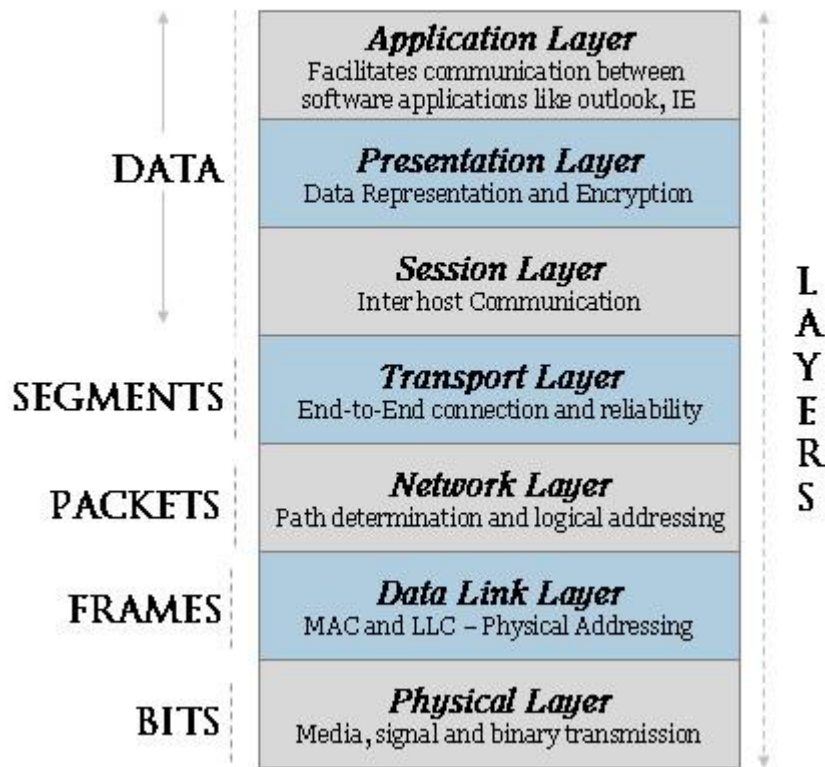 Application Layer
Facilitates communication between
software applications like outlook, IE
DATA
Presentation Layer
Data Representation and Encryption
Session Layer
Interhost Communication
SEGMENTS
Transport Layer
End-to-End connection and reliability
PACKETS
Network Layer
Path determination and logical addressing
FRAMES
Data Link Layer
MAC and LLC – Physical Addressing
BITS
Physical Layer
Media, signal and binary transmission
LAYERS